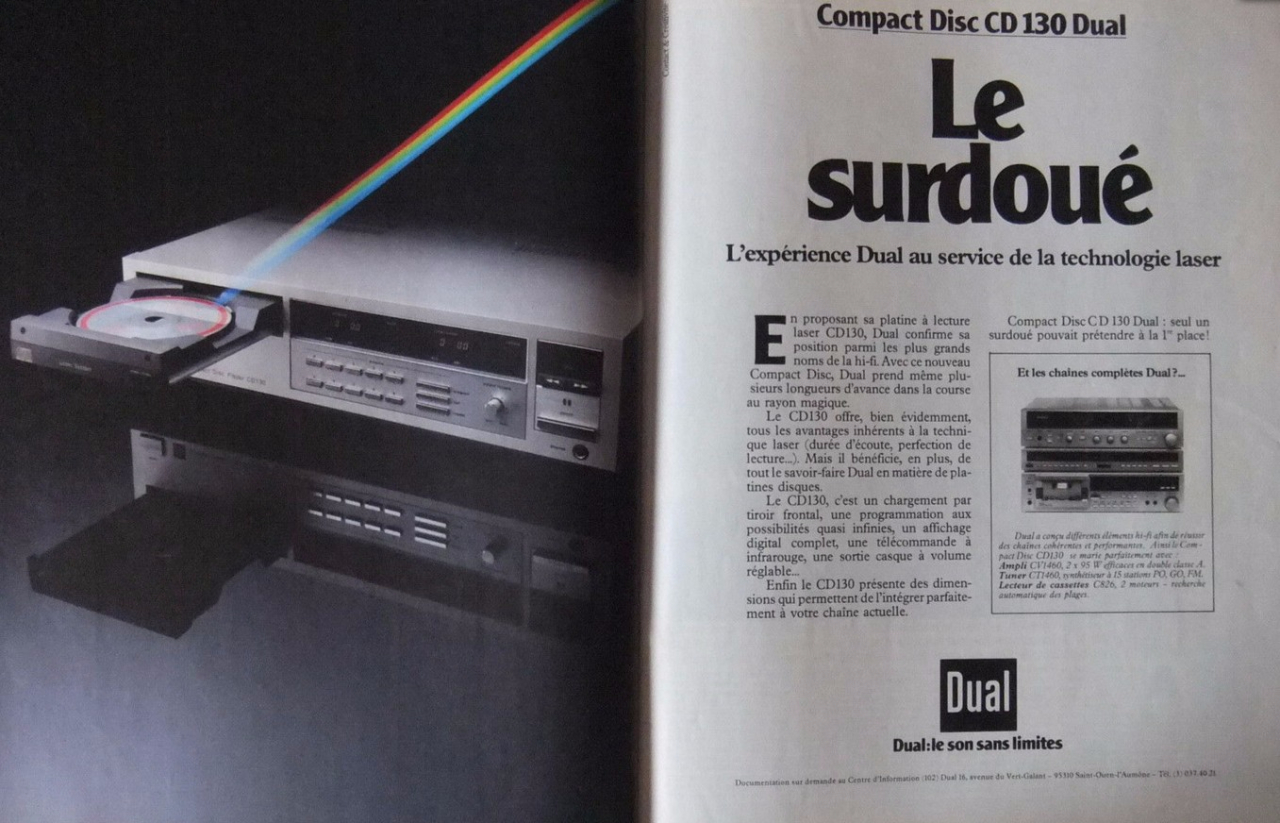 Compact Disc Player CD130
Compact Disc CD 130 Dual
Le
surdoué
L'expérience Dual au service de la technologie laser
En proposant sa platine à lecture
laser CD130, Dual confirme sa
position parmi les plus grands
noms de la hi-fi. Avec ce nouveau
Compact Disc, Dual prend même plu-
sieurs longueurs d'avance dans la course
au rayon magique.
Le CD130 offre, bien évidemment,
tous les avantages inhérents à la techni-
que laser (durée d'écoute, perfection de
lecture...). Mais il bénéficie, en plus, de
tout le savoir-faire Dual en matière de pla-
tines disques.
Le CD130, c'est un chargement par
tiroir frontal, une programmation aux
possibilités quasi infinies, un affichage
digital complet, une télécommande à
infrarouge, une sortie casque à volume
réglable...
Enfin le CD130 présente des dimen-
sions qui permettent de l'intégrer parfaite-
ment à votre chaîne actuelle.
Compact Disc CD 130 Dual : seul un
surdoué pouvait prétendre à la 1re place!
Et les chaînes complètes Dual?...
Dual a conçu différents éléments hi-fi afin de réussir
des chaînes cohérentes et performantes. Ainsi le Com-
pact Disc CD130 se marie parfaitement avec :
Ampli CV1460, 2 x 95 W efficaces en double classe A.
Tuner CT1460, synthétiseur à 15 stations PO, GO, FM.
Lecteur de cassettes C826, 2 moteurs - recherche
automatique des plages.
Dual
Dual: le son sans limites
Documentation sur demande au Centre d'Information (102) Dual 16, avenue du Vert-Galant - 95310 Saint-Ouen-l'Aumône - Tél. (3) 037.40.21.